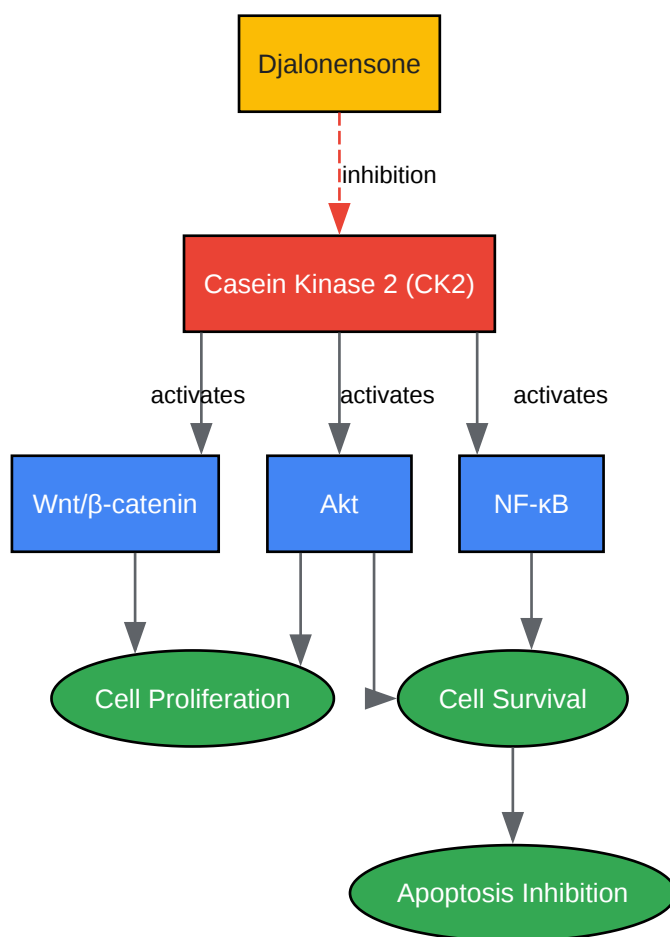 Djalonensone
inhibition
Casein Kinase 2 (CK2)
activates
activates
activates
Wnt/β-catenin
Akt
NF-κB
Cell Proliferation
Cell Survival
Apoptosis Inhibition